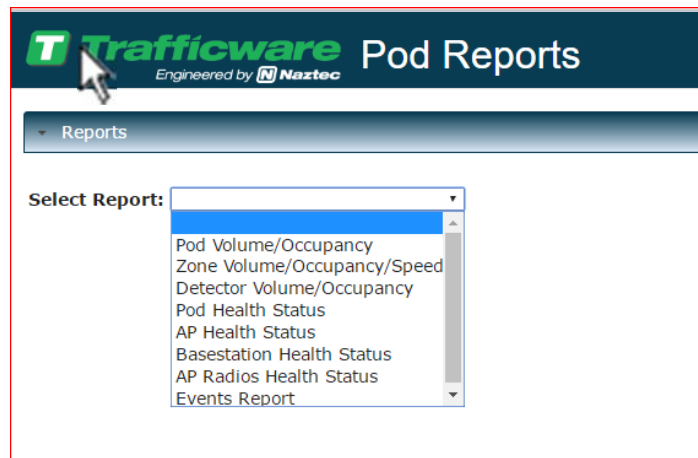 T Trafficware Pod Reports
Engineered by N Naztec
Reports
Select Report:
Pod Volume/Occupancy
Zone Volume/Occupancy/Speed
Detector Volume/Occupancy
Pod Health Status
AP Health Status
Basestation Health Status
AP Radios Health Status
Events Report